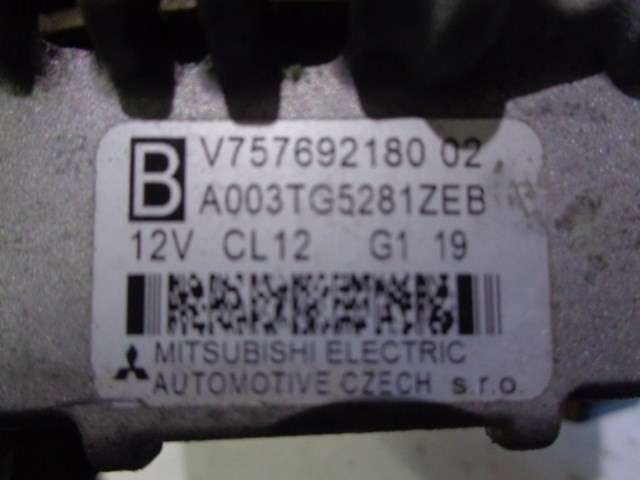 B V757692180 02
A003TG5281ZEB
12V CL12 G1 19
MITSUBISHI ELECTRIC
AUTOMOTIVE CZECH s.r.o.